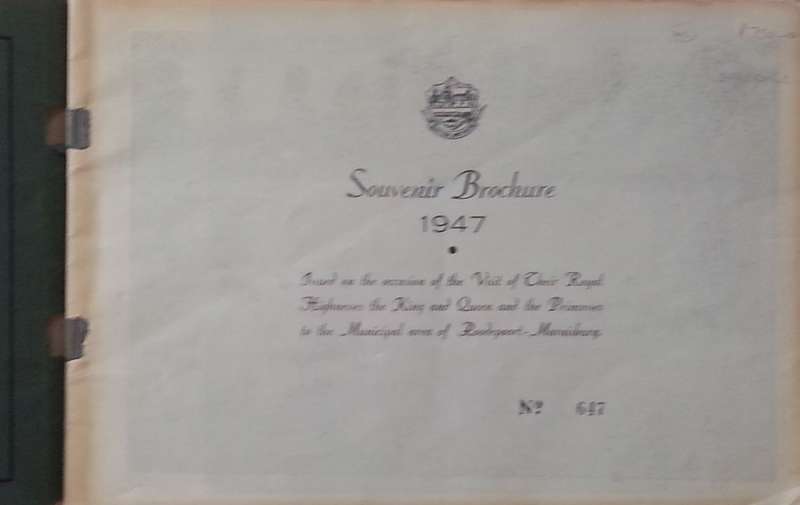 Souvenir Brochure
1947
Issued on the occasion of the Visit of Their Royal
Highnesses the King and Queen and the Princesses
to the Municipal area of Roodepoort-Maraisburg.
No 647